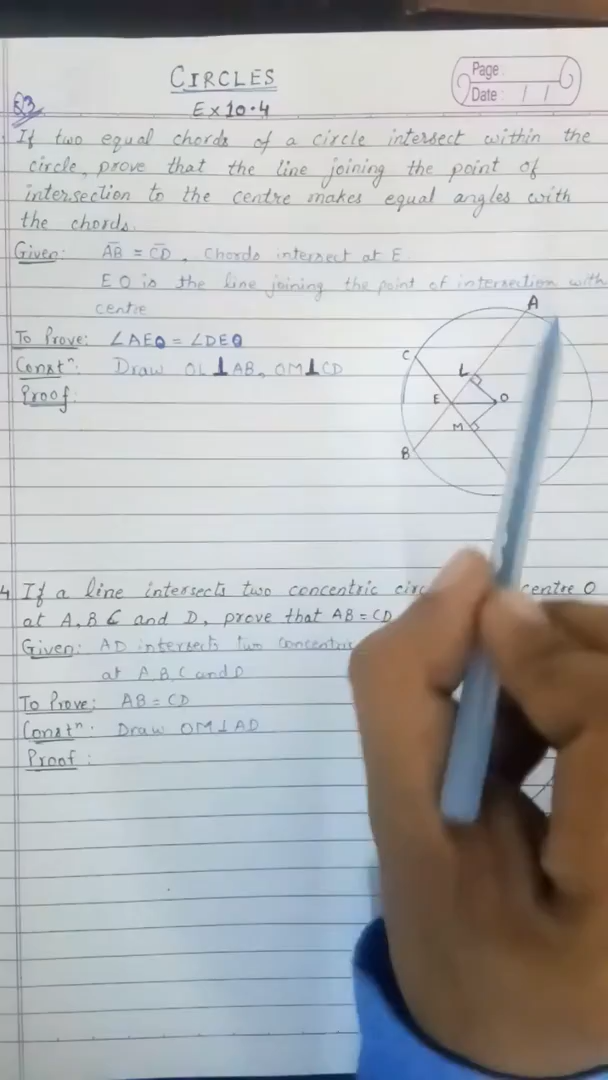 CIRCLES
Page:
Date: / /
Q3
Ex 10.4
If two equal chords of a circle intersect within the
circle, prove that the line joining the point of
intersection to the centre makes equal angles with
the chords.
Given: AB = CD, Chords intersect at E.
EO is the line joining the point of intersection with
centre
To Prove: ∠AEO = ∠DEO
Constⁿ: Draw OL⊥AB, OM⊥CD
Proof:
A
C
L
E
O
M
B
4 If a line intersects two concentric circ centre O
at A, B C and D, prove that AB = CD
Given: AD intersects two concentric
at A, B, C and D
To Prove: AB = CD
Constⁿ: Draw OM⊥AD
Proof: